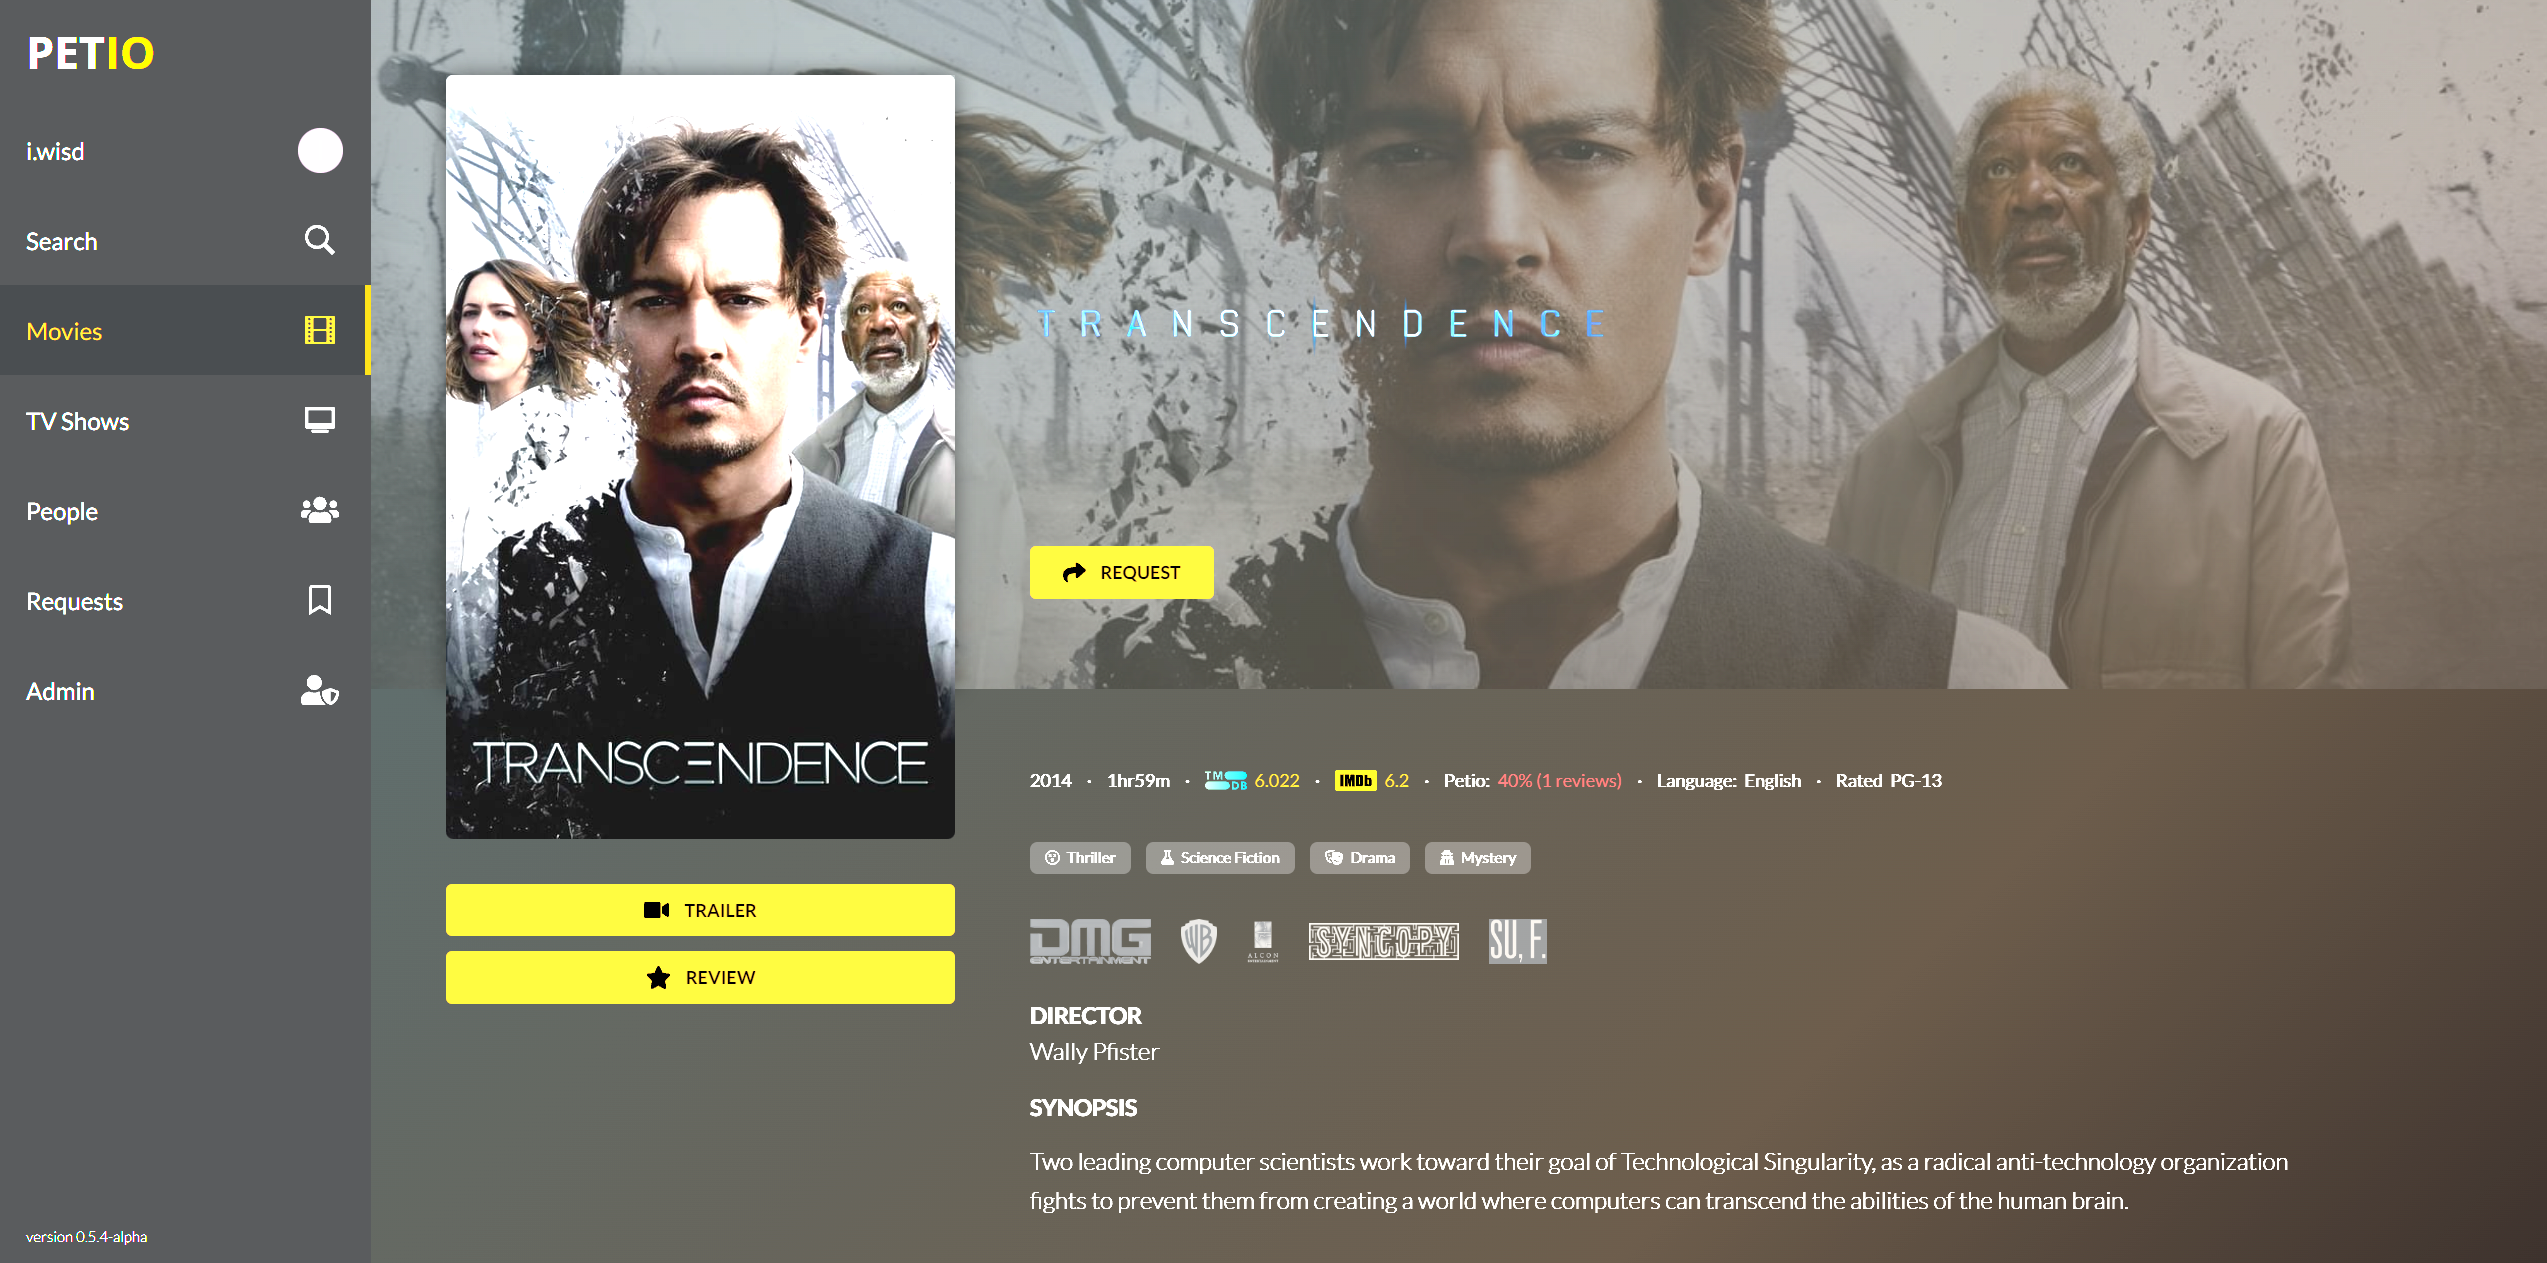 PETIO
i.wisd
Search
Movies
TV Shows
People
Requests
Admin
version 0.5.4-alpha
TRANSCENDENCE
TRAILER
REVIEW
TRANSCENDENCE
REQUEST
2014 · 1hr59m · TMDB 6.022 · IMDb 6.2 · Petio: 40% (1 reviews) · Language: English · Rated PG-13
Thriller Science Fiction Drama Mystery
DMG ENTERTAINMENT WB ALCON ENTERTAINMENT SYNCOPY SU, F.
DIRECTOR
Wally Pfister
SYNOPSIS
Two leading computer scientists work toward their goal of Technological Singularity, as a radical anti-technology organization
fights to prevent them from creating a world where computers can transcend the abilities of the human brain.